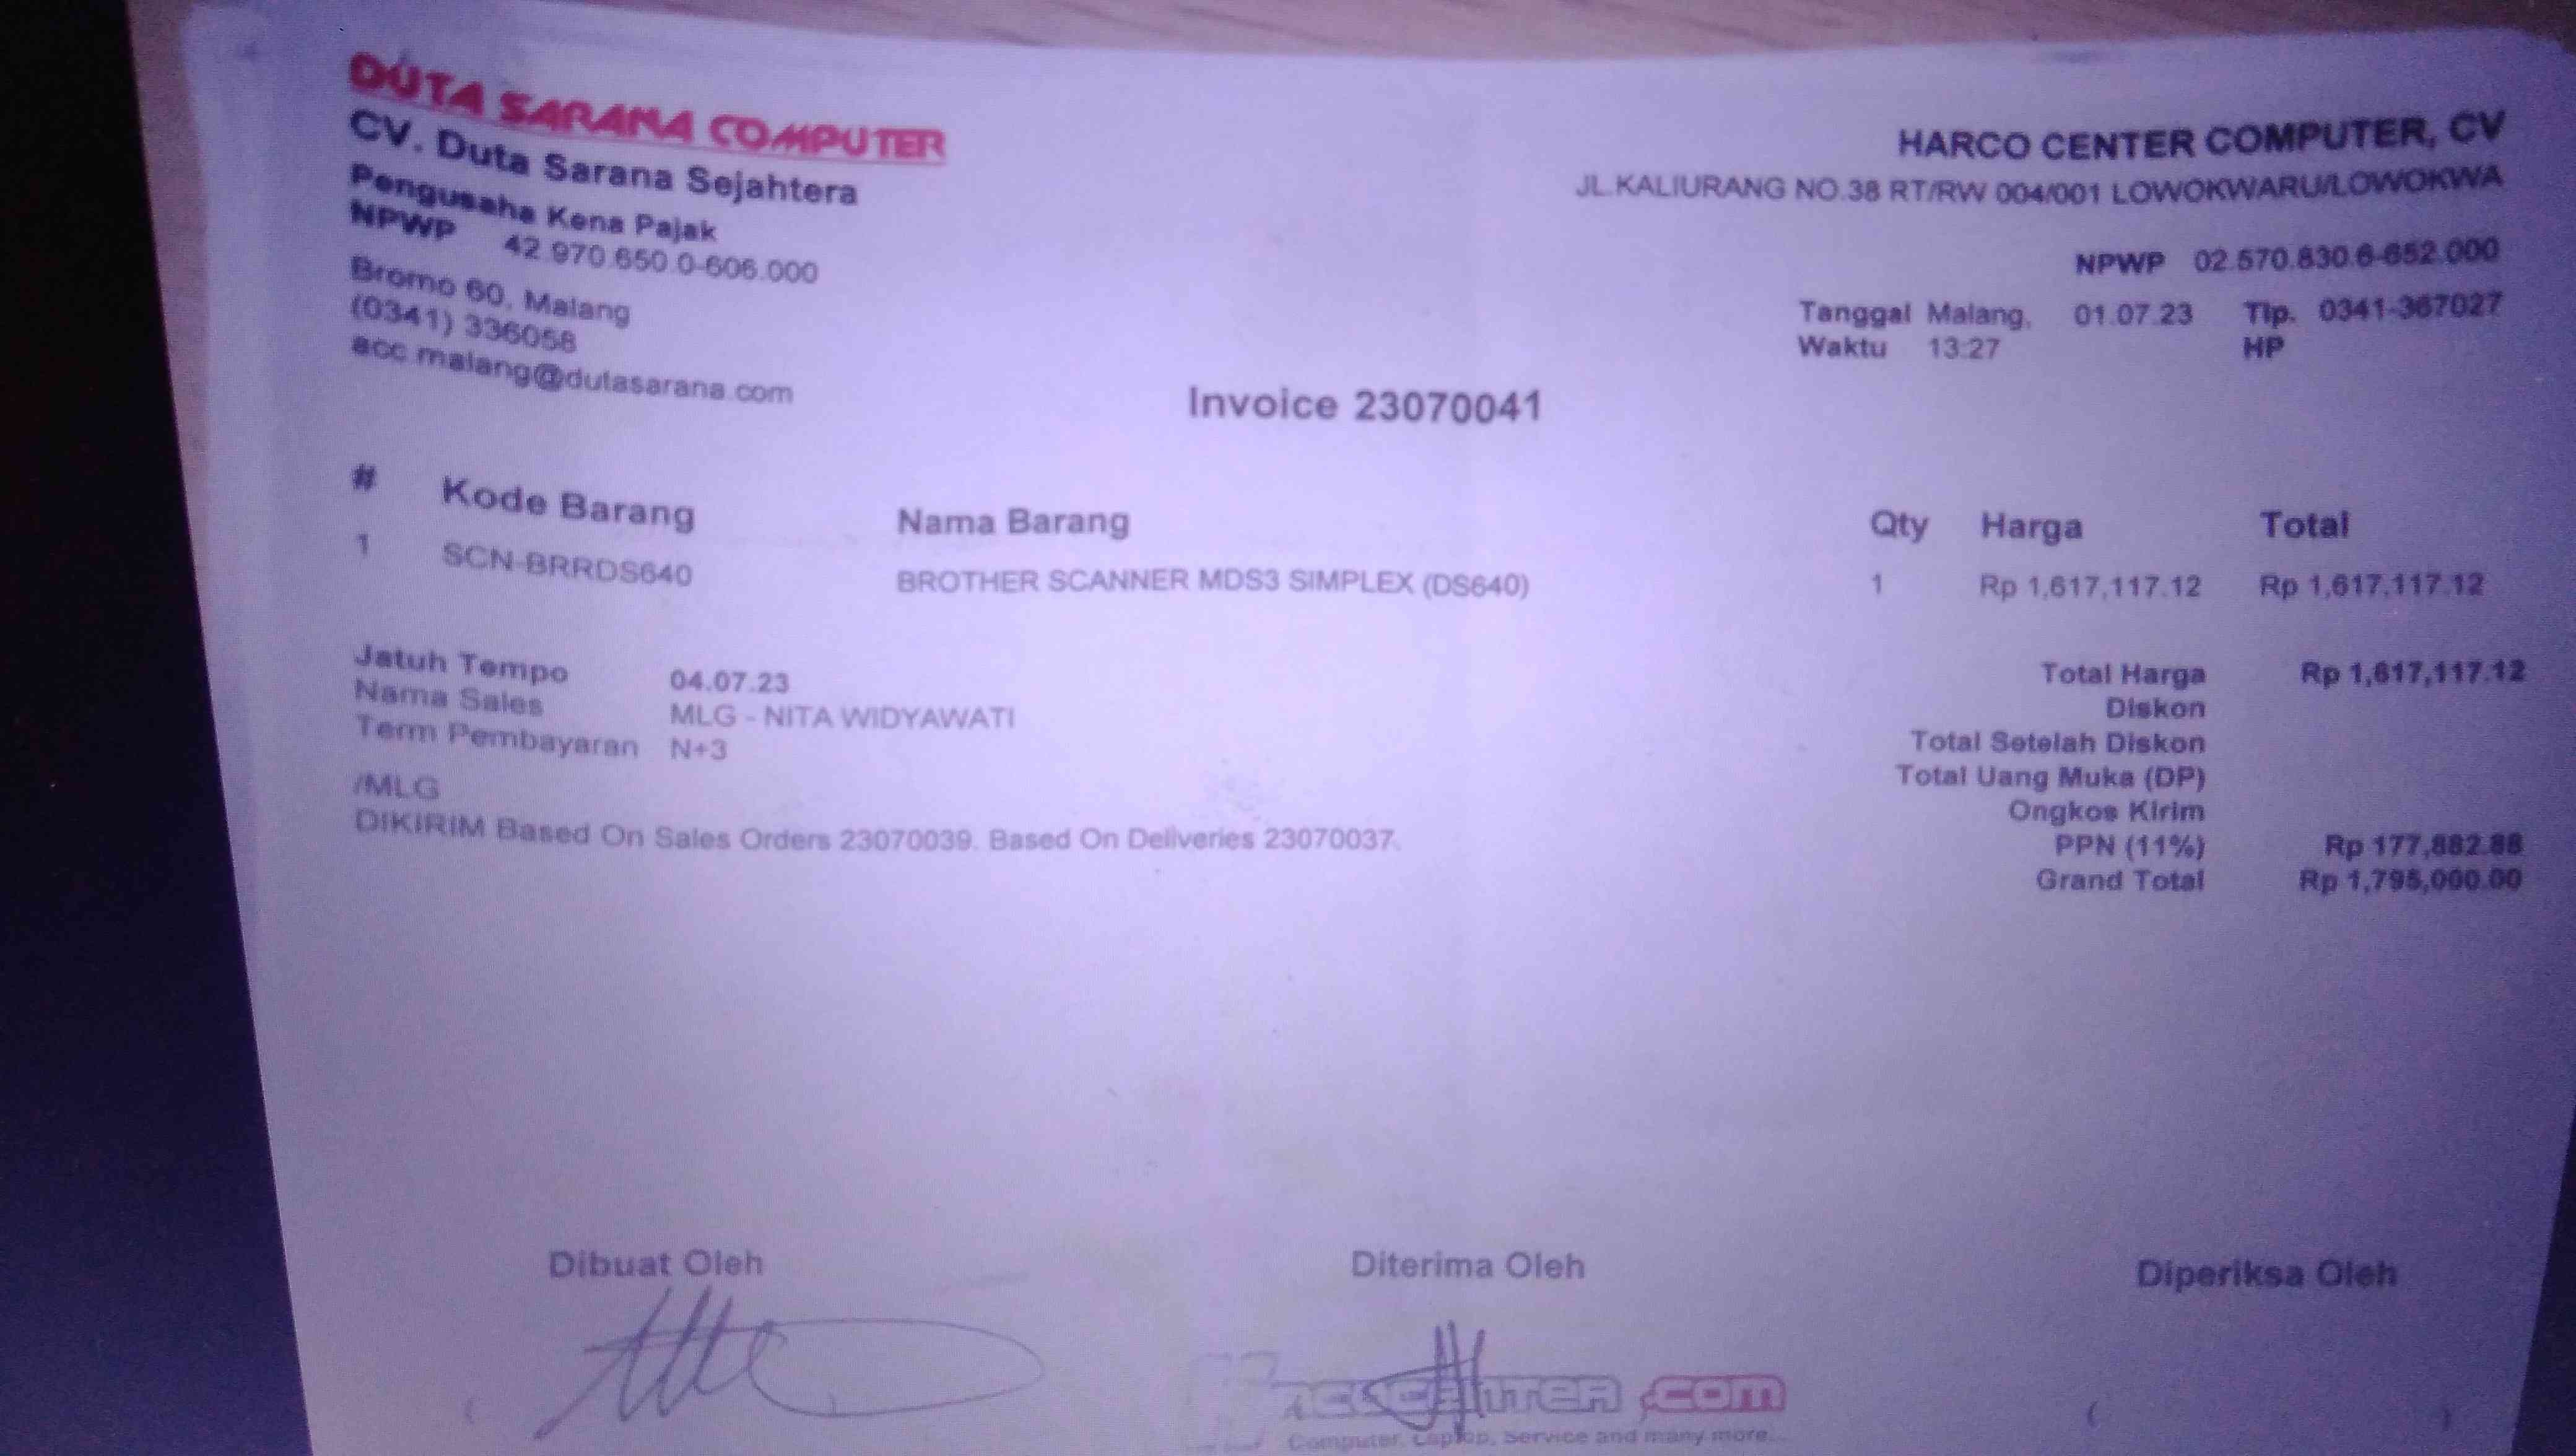 DUTA SARANA COMPUTER
CV. Duta Sarana Sejahtera
Pengusaha Kena Pajak
NPWP 42.970.650.0-606.000
Bromo 60, Malang
(0341) 336058
acc.malang@dutasarana.com
HARCO CENTER COMPUTER, CV
JL.KALIURANG NO.38 RT/RW 004/001 LOWOKWARU/LOWOKWA
NPWP 02.570.830.6-652.000
Tanggal Malang, 01.07.23 Tlp. 0341-367027
Waktu 13:27 HP
Invoice 23070041
# Kode Barang Nama Barang Qty Harga Total
1 SCN-BRRDS640 BROTHER SCANNER MDS3 SIMPLEX (DS640) 1 Rp 1,617,117.12 Rp 1,617,117.12
Jatuh Tempo 04.07.23
Nama Sales MLG - NITA WIDYAWATI
Term Pembayaran N+3
/MLG
DIKIRIM Based On Sales Orders 23070039. Based On Deliveries 23070037.
Total Harga Rp 1,617,117.12
Diskon
Total Setelah Diskon
Total Uang Muka (DP)
Ongkos Kirim
PPN (11%) Rp 177,882.88
Grand Total Rp 1,795,000.00
Dibuat Oleh Diterima Oleh Diperiksa Oleh
.com
Computer, Laptop, Service and many more...